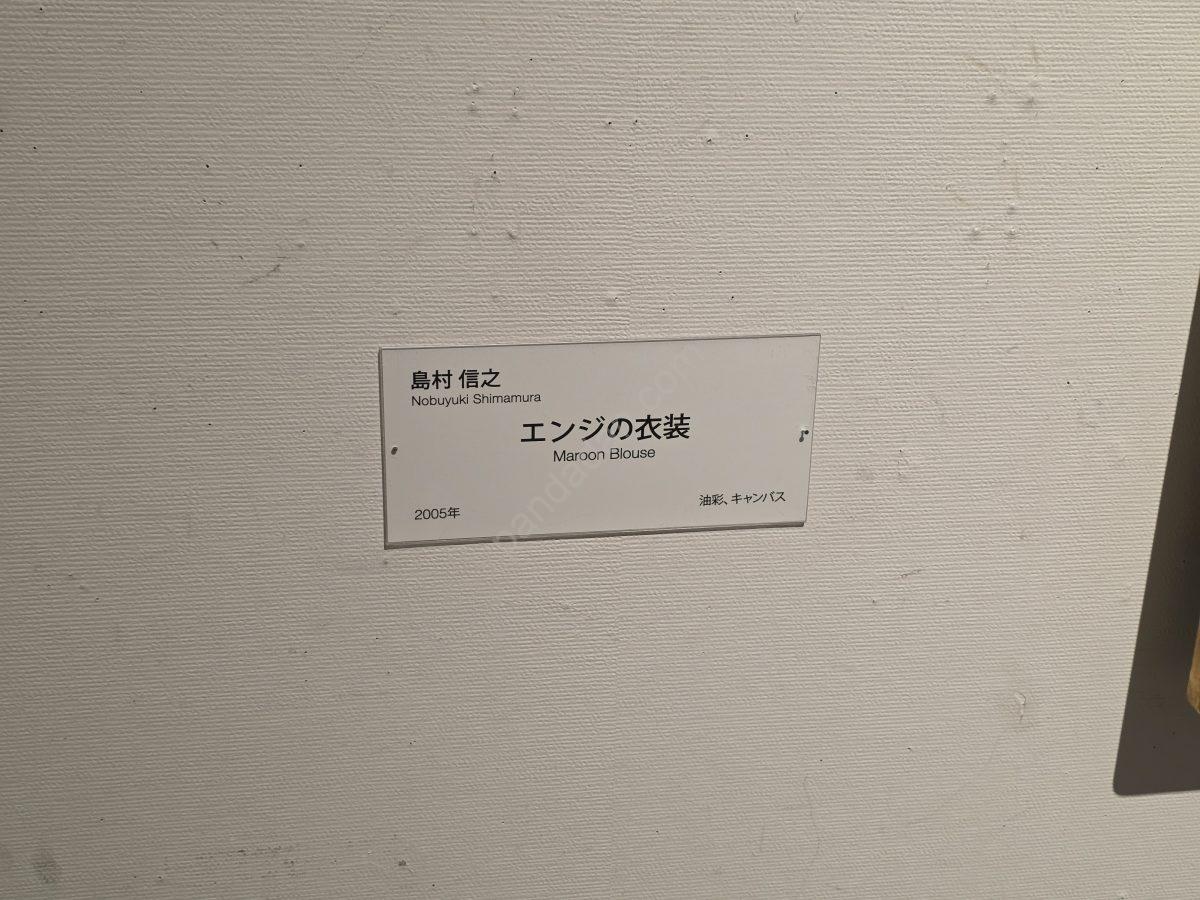 島村 信之
Nobuyuki Shimamura
エンジの衣装
Maroon Blouse
2005年
油彩、キャンバス